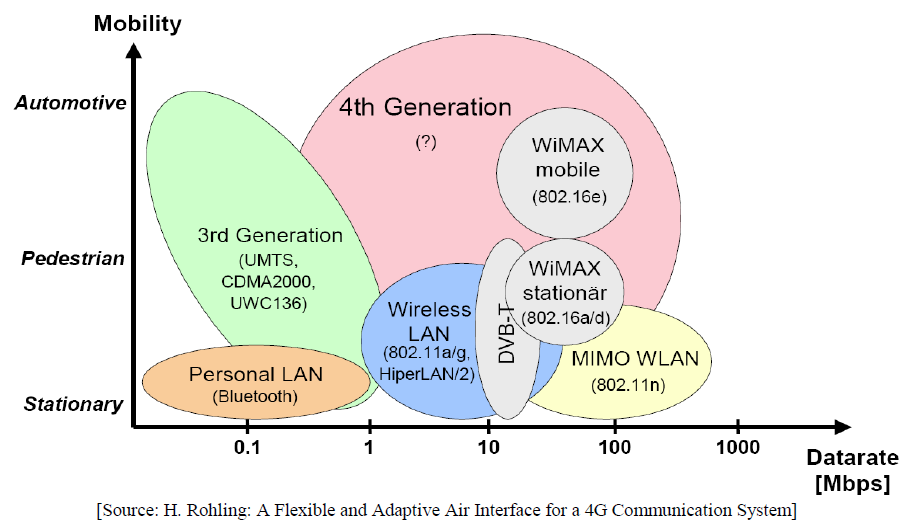 Mobility
Automotive
Pedestrian
Stationary
4th Generation
(?)
WiMAX
mobile
(802.16e)
3rd Generation
(UMTS,
CDMA2000,
UWC136)
WiMAX
stationär
(802.16a/d)
Wireless
LAN
(802.11a/g,
HiperLAN/2)
DVB-T
MIMO WLAN
(802.11n)
Personal LAN
(Bluetooth)
0.1
1
10
100
1000
Datarate
[Mbps]
[Source: H. Rohling: A Flexible and Adaptive Air Interface for a 4G Communication System]